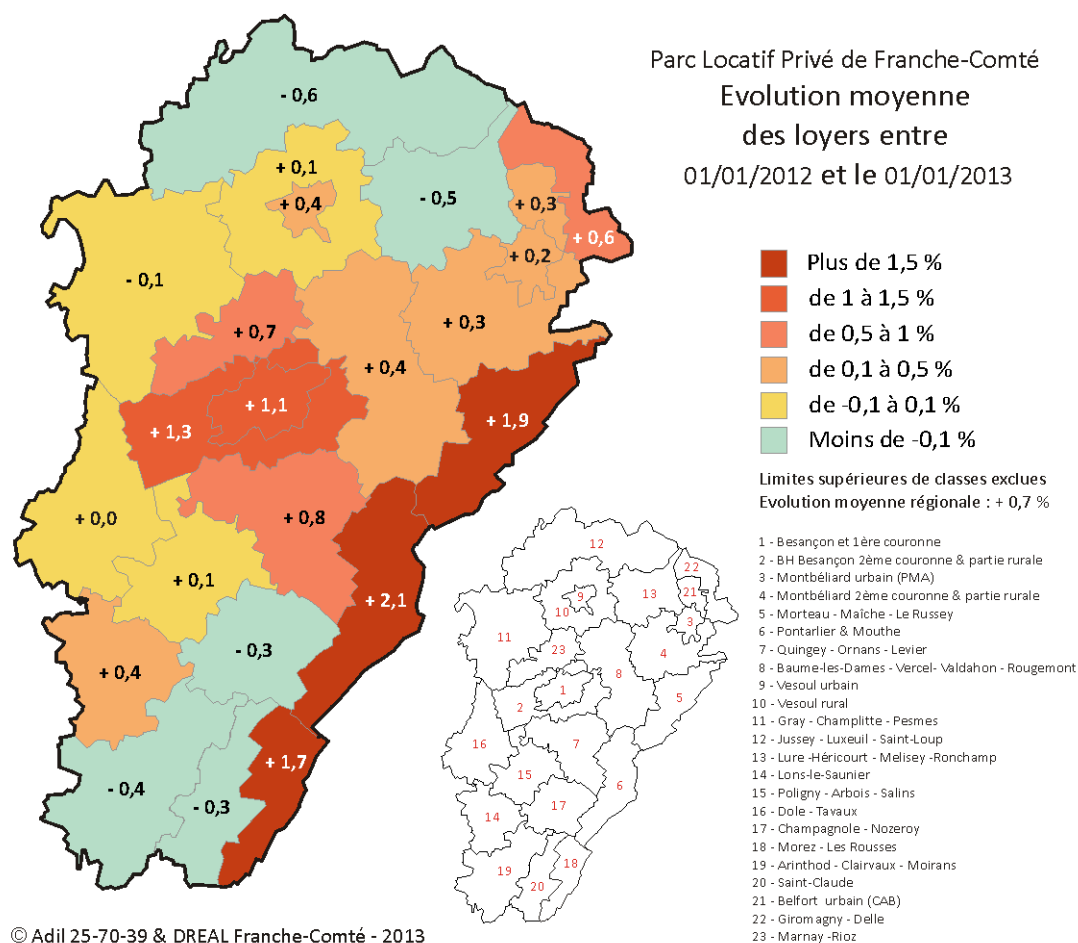 Parc Locatif Privé de Franche-Comté
Evolution moyenne
des loyers entre
01/01/2012 et le 01/01/2013
- 0,6
+ 0,1
+ 0,4
- 0,5
+ 0,3
+ 0,6
+ 0,2
- 0,1
+ 0,7
+ 0,3
+ 0,4
+ 1,1
+ 1,3
+ 1,9
+ 0,0
+ 0,8
+ 0,1
+ 2,1
- 0,3
+ 0,4
+ 1,7
- 0,4
- 0,3
Plus de 1,5 %
de 1 à 1,5 %
de 0,5 à 1 %
de 0,1 à 0,5 %
de -0,1 à 0,1 %
Moins de -0,1 %
Limites supérieures de classes exclues
Evolution moyenne régionale : + 0,7 %
12
22
9
13
21
10
3
11
23
4
8
1
2
5
16
7
15
6
17
14
18
19
20
1 - Besançon et 1ère couronne
2 - BH Besançon 2ème couronne & partie rurale
3 - Montbéliard urbain (PMA)
4 - Montbéliard 2ème couronne & partie rurale
5 - Morteau - Maîche - Le Russey
6 - Pontarlier & Mouthe
7 - Quingey - Ornans - Levier
8 - Baume-les-Dames - Vercel- Valdahon - Rougemont
9 - Vesoul urbain
10 - Vesoul rural
11 - Gray - Champlitte - Pesmes
12 - Jussey - Luxeuil - Saint-Loup
13 - Lure -Héricourt - Melisey -Ronchamp
14 - Lons-le-Saunier
15 - Poligny - Arbois - Salins
16 - Dole - Tavaux
17 - Champagnole - Nozeroy
18 - Morez - Les Rousses
19 - Arinthod - Clairvaux - Moirans
20 - Saint-Claude
21 - Belfort urbain (CAB)
22 - Giromagny - Delle
23 - Marnay -Rioz
© Adil 25-70-39 & DREAL Franche-Comté - 2013